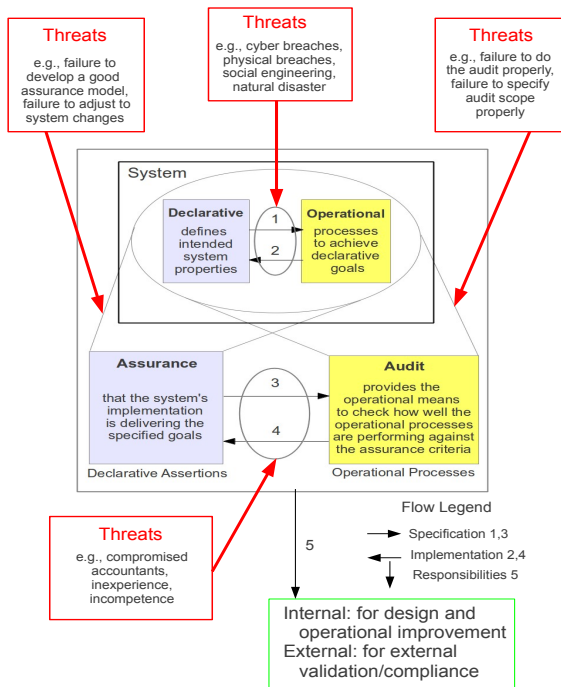 Threats
e.g., failure to
develop a good
assurance model,
failure to adjust to
system changes
Threats
e.g., cyber breaches,
physical breaches,
social engineering,
natural disaster
Threats
e.g., failure to do
the audit properly,
failure to specify
audit scope
properly
System
Declarative
defines
intended
system
properties
1
2
Operational
processes
to achieve
declarative
goals
Assurance
that the system's
implementation
is delivering the
specified goals
Declarative Assertions
3
4
Audit
provides the
operational means
to check how well the
operational processes
are performing against
the assurance criteria
Operational Processes
Threats
e.g., compromised
accountants,
inexperience,
incompetence
5
Flow Legend
Specification 1,3
Implementation 2,4
Responsibilities 5
Internal: for design and
operational improvement
External: for external
validation/compliance